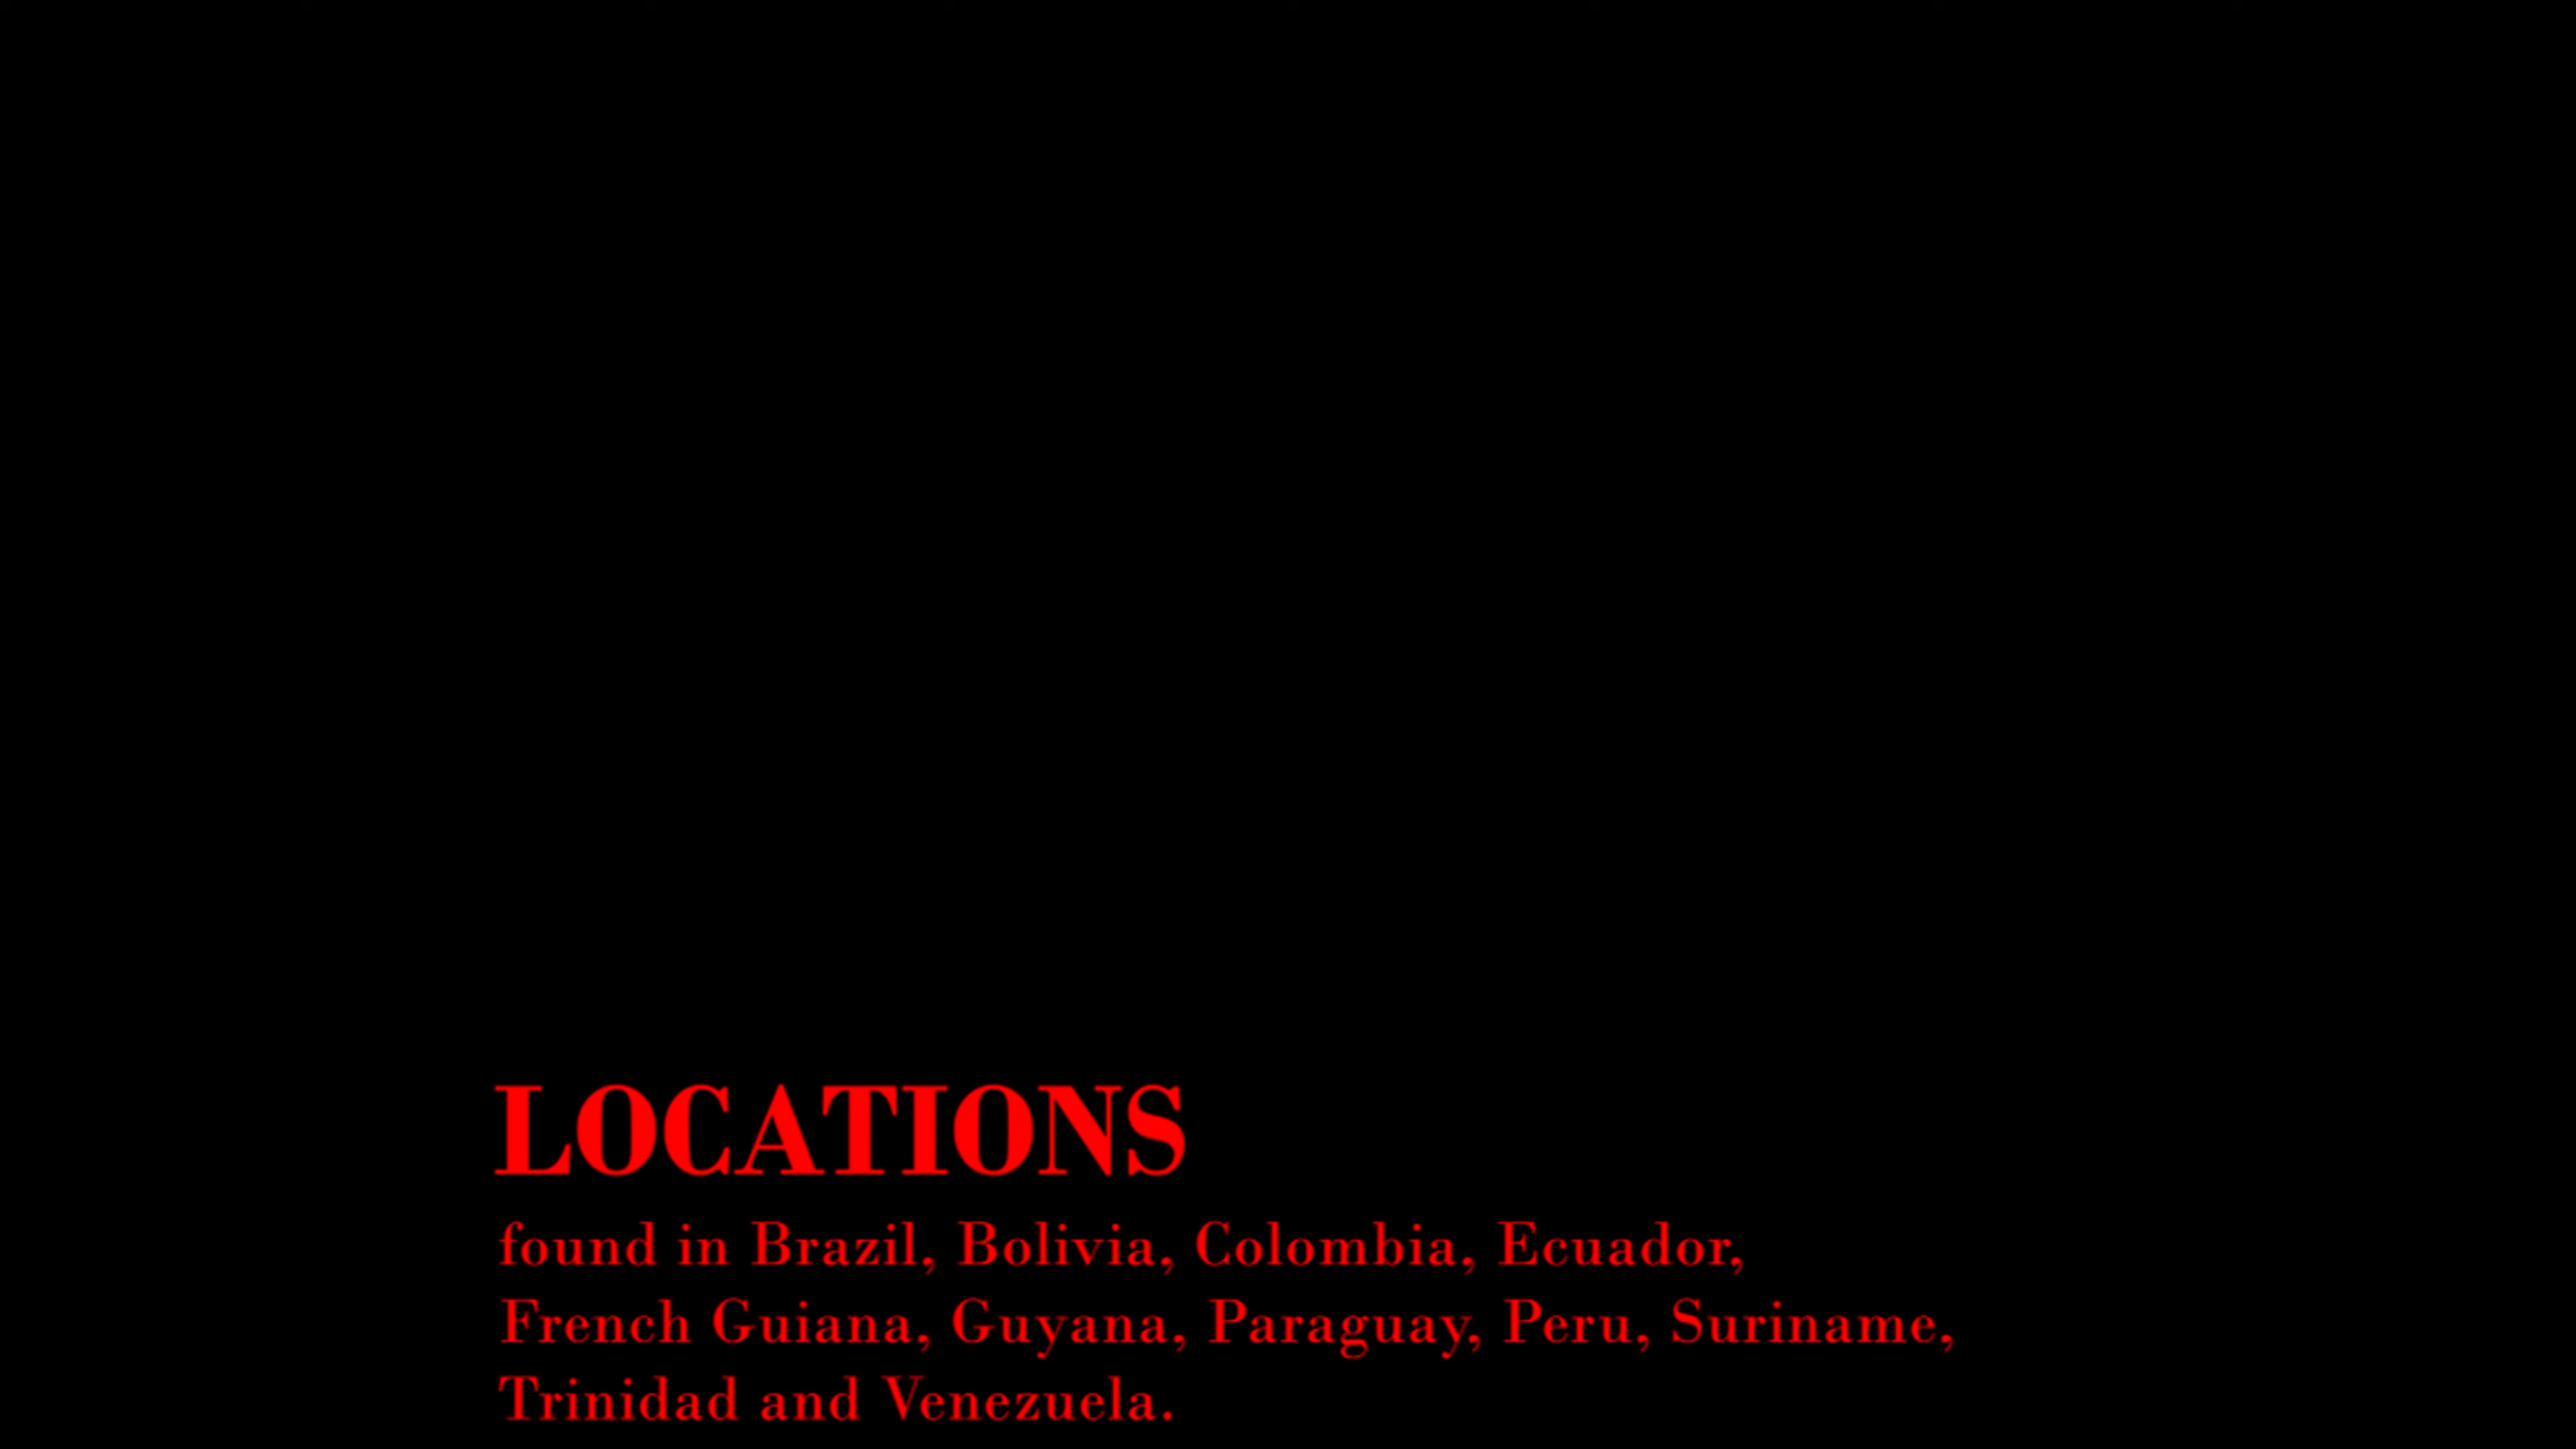 LOCATIONS
found in Brazil, Bolivia, Colombia, Ecuador,
French Guiana, Guyana, Paraguay, Peru, Suriname,
Trinidad and Venezuela.